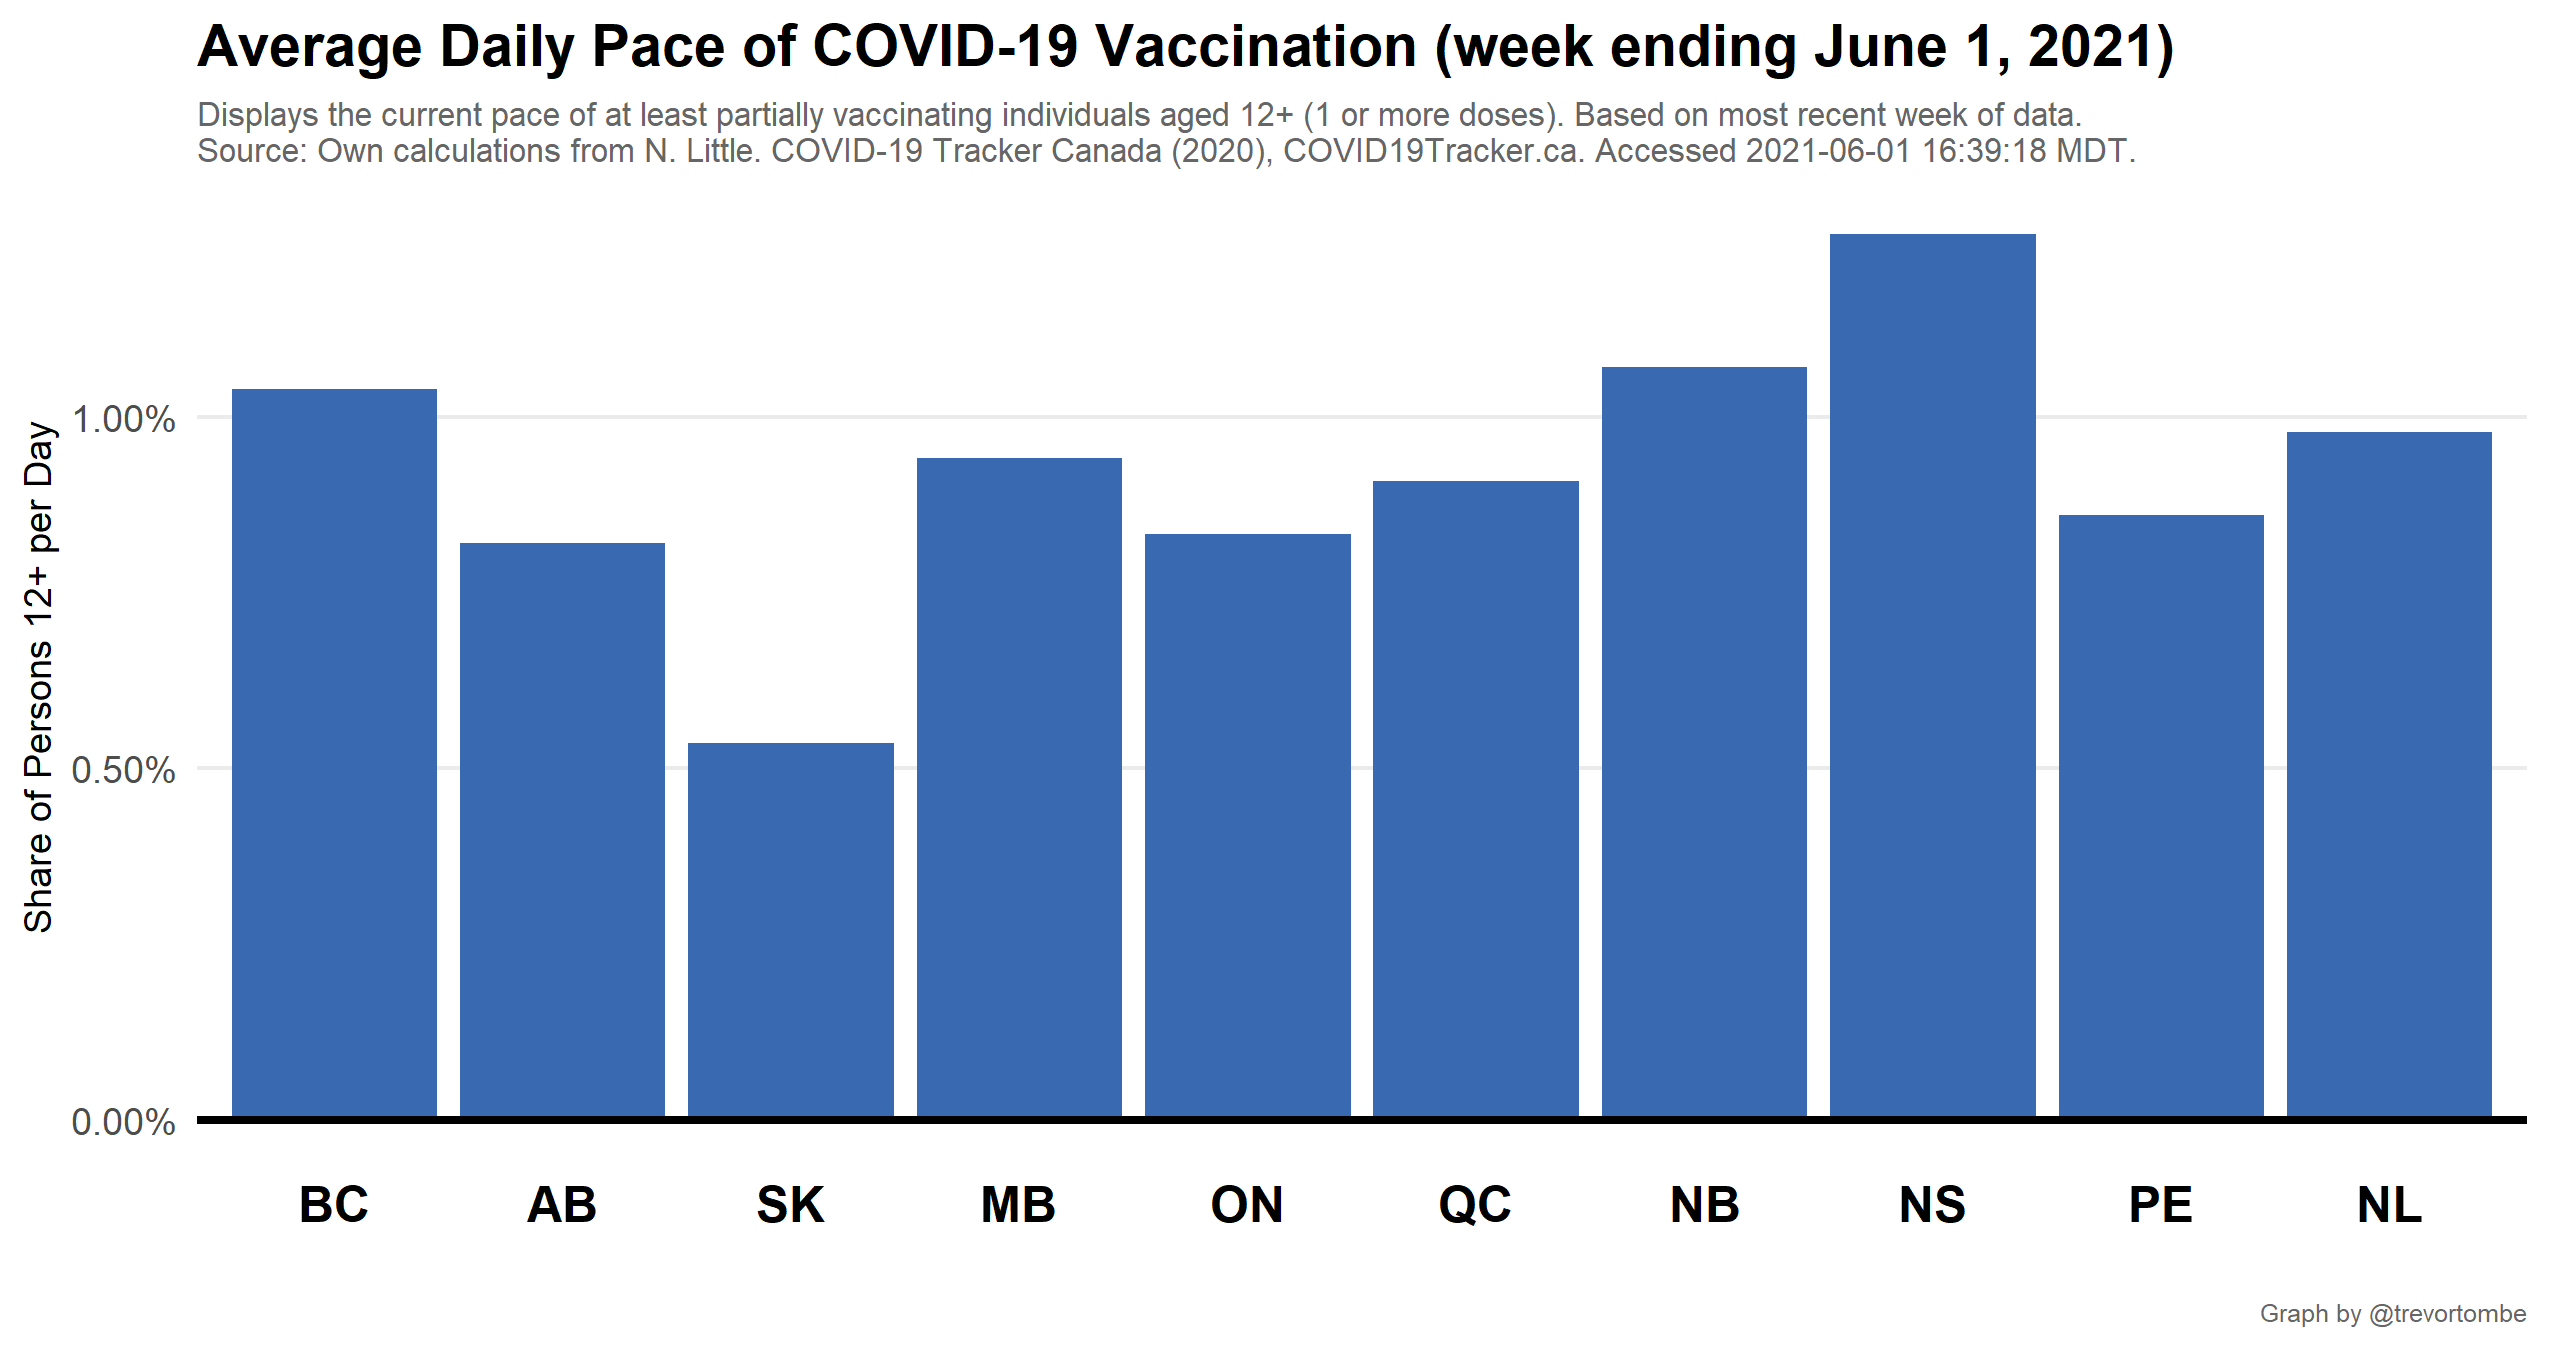 Average Daily Pace of COVID-19 Vaccination (week ending June 1, 2021)
Displays the current pace of at least partially vaccinating individuals aged 12+ (1 or more doses). Based on most recent week of data.
Source: Own calculations from N. Little. COVID-19 Tracker Canada (2020), COVID19Tracker.ca. Accessed 2021-06-01 16:39:18 MDT.
Share of Persons 12+ per Day
1.00%
0.50%
0.00%
BC AB SK MB ON QC NB NS PE NL
Graph by @trevortombe